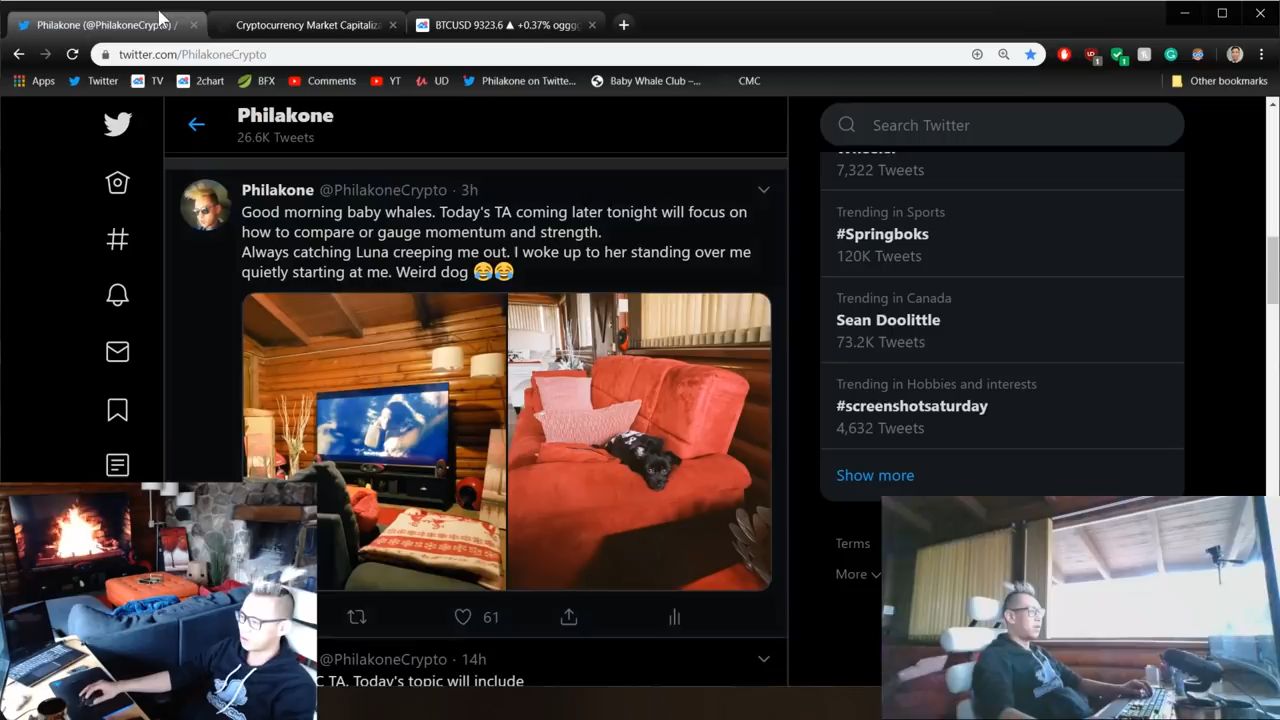 Philakone (@PhilakoneCrypto) /
Cryptocurrency Market Capitaliza
BTCUSD 9323.6 ▲ +0.37% oggg
twitter.com/PhilakoneCrypto
Apps
Twitter
TV
2chart
BFX
Comments
YT
UD
Philakone on Twitte...
Baby Whale Club –...
CMC
Other bookmarks
Philakone
26.6K Tweets
Search Twitter
Philakone @PhilakoneCrypto · 3h
Good morning baby whales. Today's TA coming later tonight will focus on
how to compare or gauge momentum and strength.
Always catching Luna creeping me out. I woke up to her standing over me
quietly starting at me. Weird dog 😂😂
61
@PhilakoneCrypto · 14h
C TA. Today's topic will include
Wheeler
7,322 Tweets
Trending in Sports
#Springboks
120K Tweets
Trending in Canada
Sean Doolittle
73.2K Tweets
Trending in Hobbies and interests
#screenshotsaturday
4,632 Tweets
Show more
Terms
More